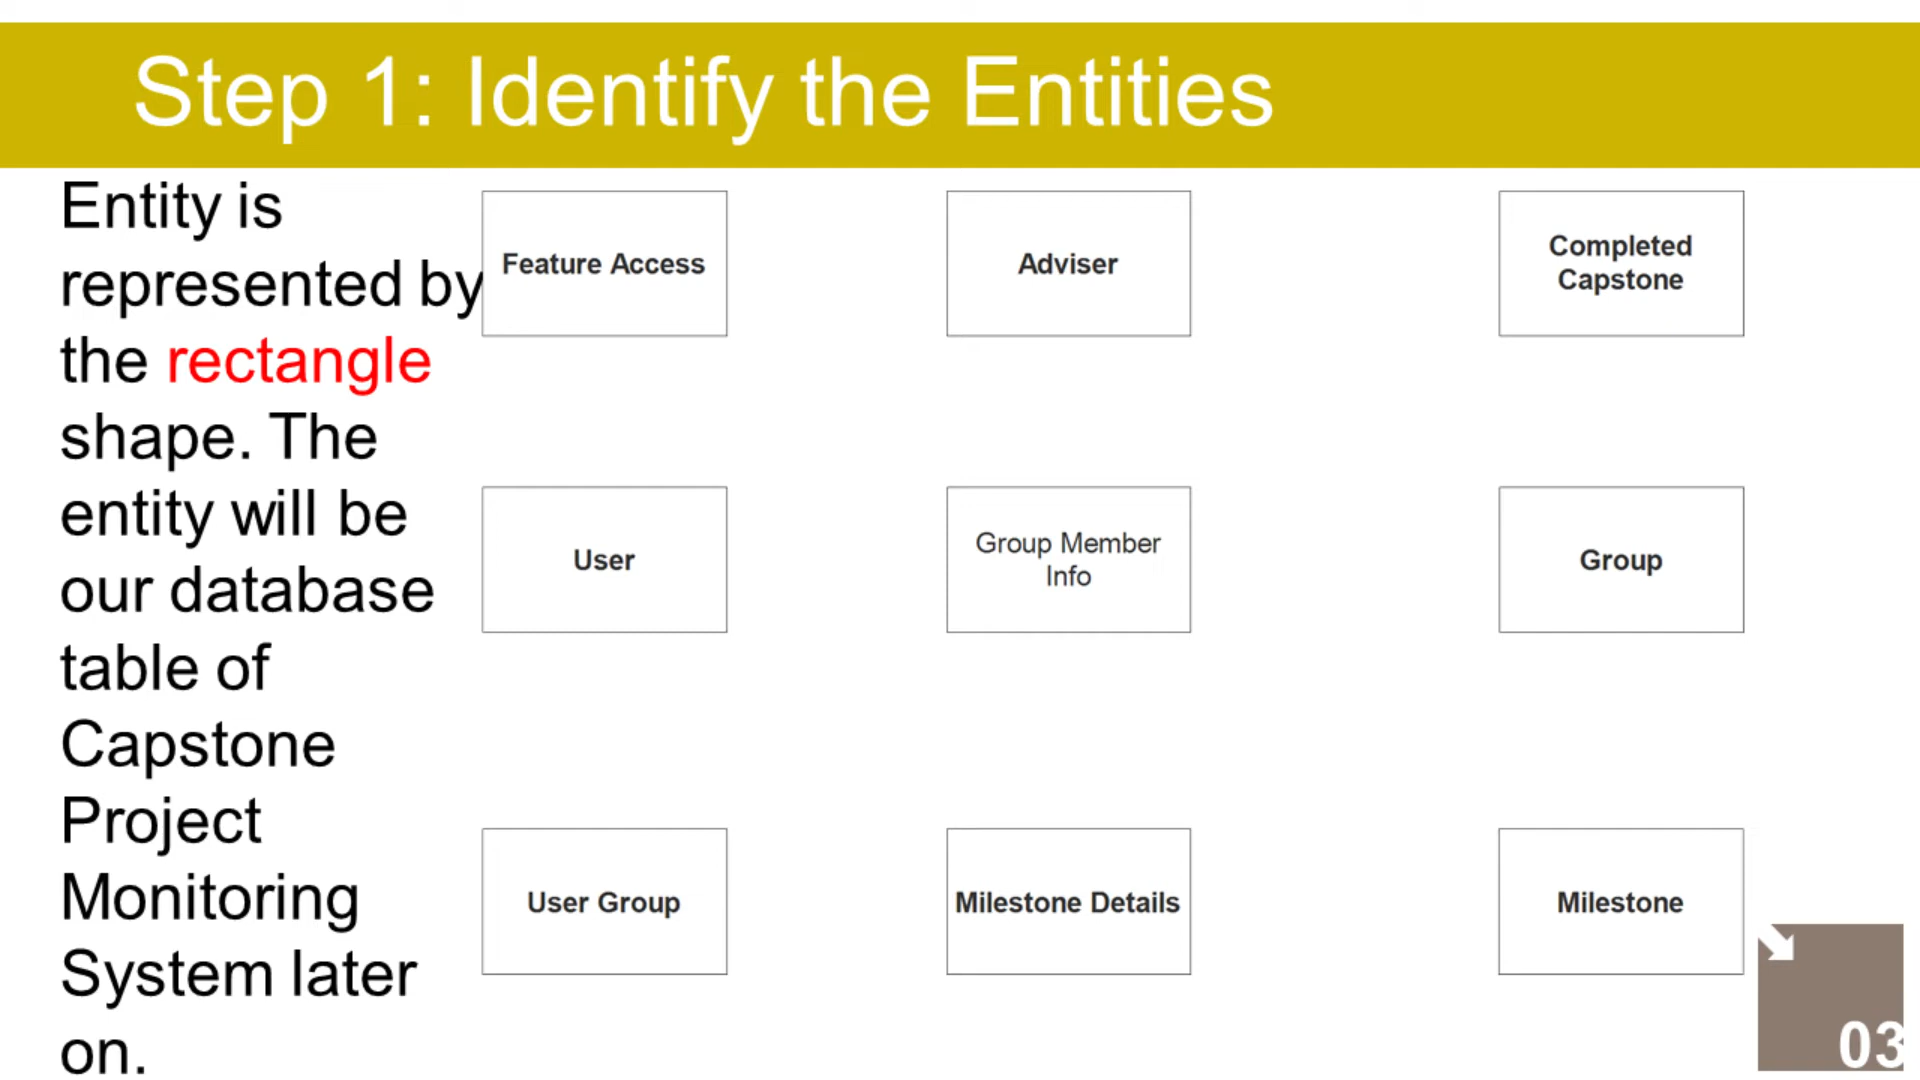 Step 1: Identify the Entities
Entity is
represented by
the rectangle
shape. The
entity will be
our database
table of
Capstone
Project
Monitoring
System later
on.
Feature Access
Adviser
Completed
Capstone
User
Group Member
Info
Group
User Group
Milestone Details
Milestone
03